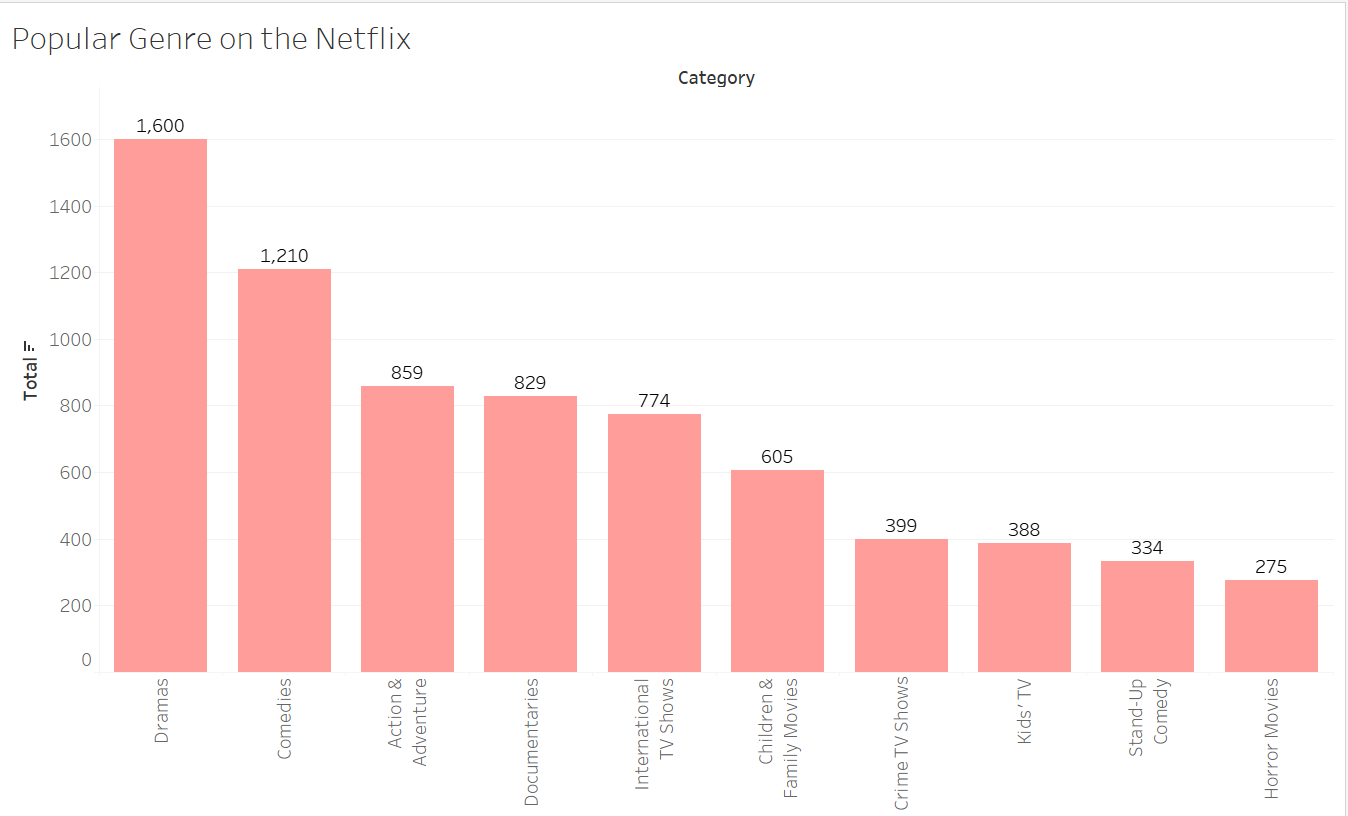 Popular Genre on the Netflix
Category
Total
1600
1400
1200
1000
800
600
400
200
0
1,600
1,210
859
829
774
605
399
388
334
275
Dramas
Comedies
Action &
Adventure
Documentaries
International
TV Shows
Children &
Family Movies
Crime TV Shows
Kids' TV
Stand-Up
Comedy
Horror Movies